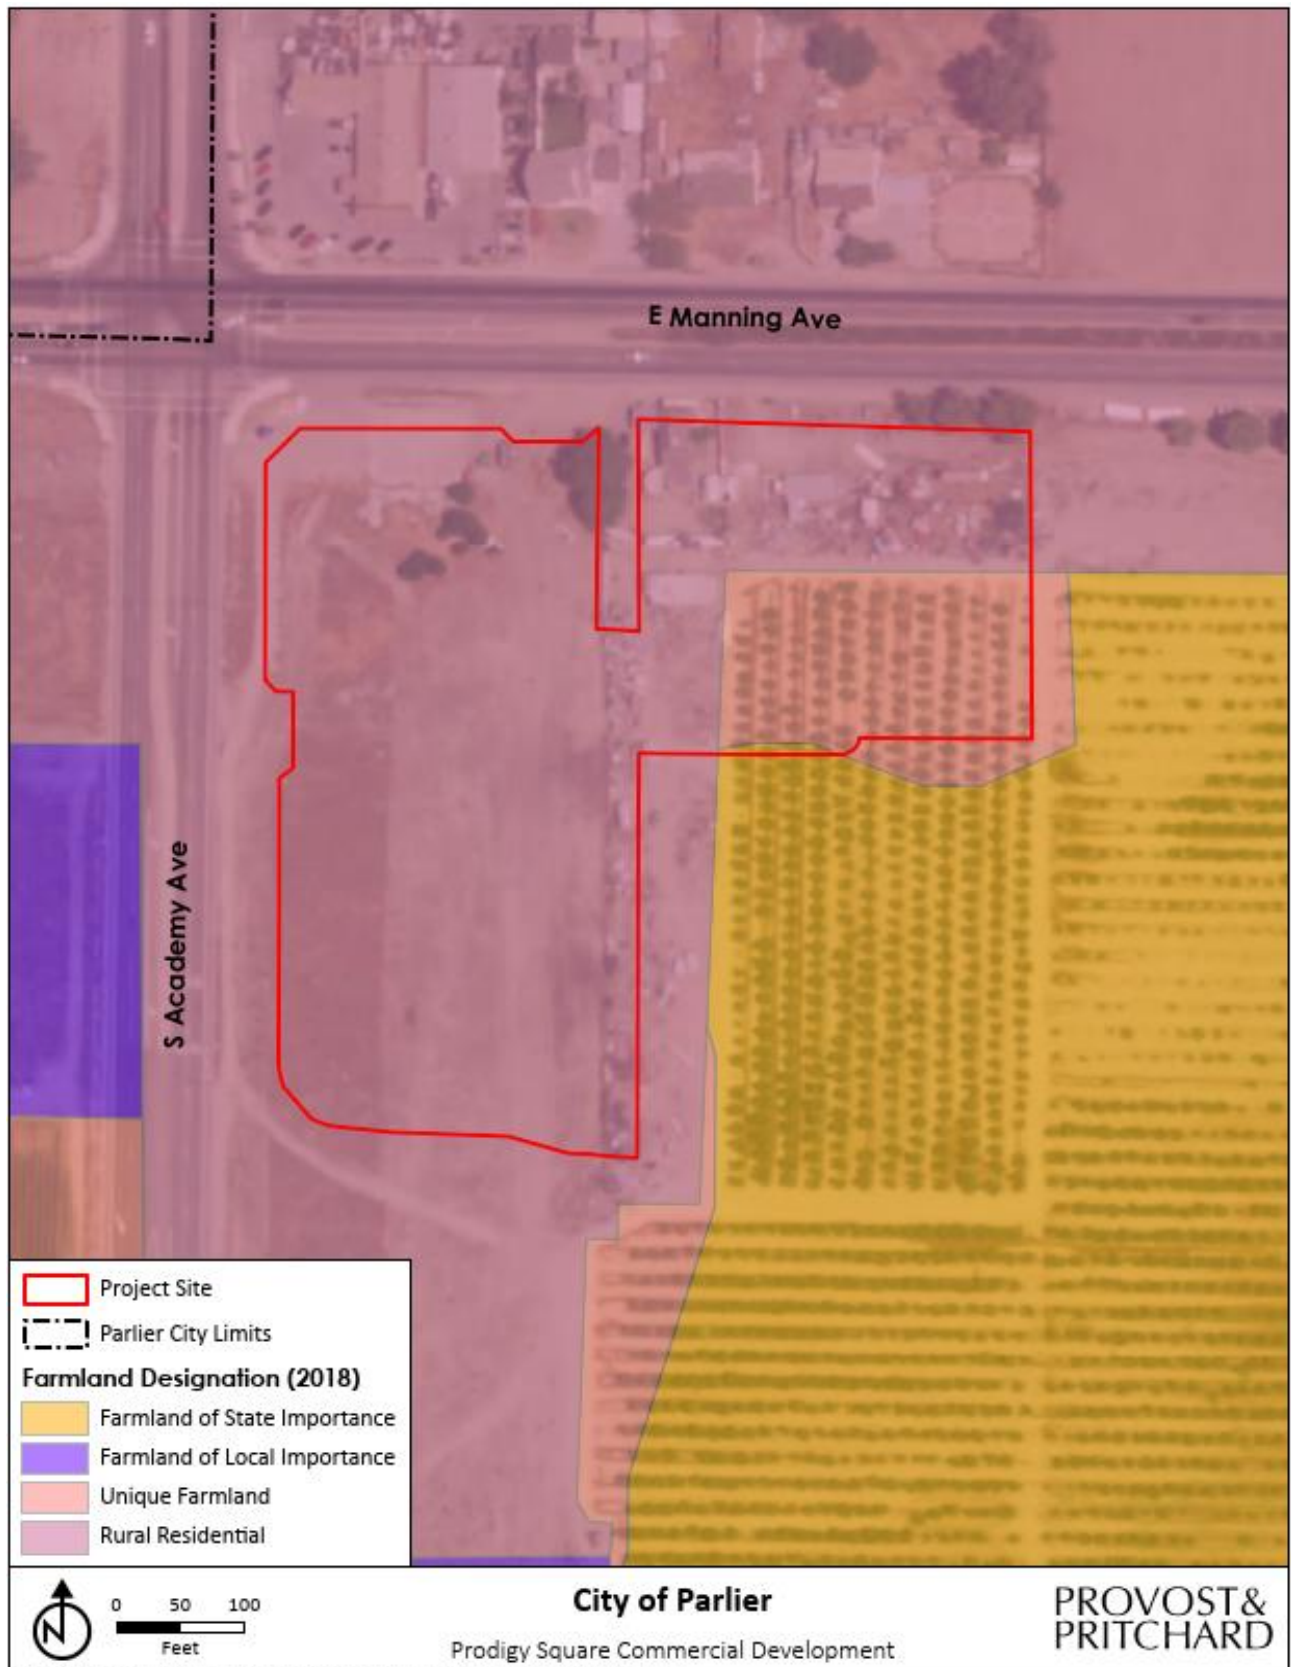 E Manning Ave
S Academy Ave
Project Site
Parlier City Limits
Farmland Designation (2018)
Farmland of State Importance
Farmland of Local Importance
Unique Farmland
Rural Residential
N
0 50 100
Feet
City of Parlier
Prodigy Square Commercial Development
PROVOST&
PRITCHARD